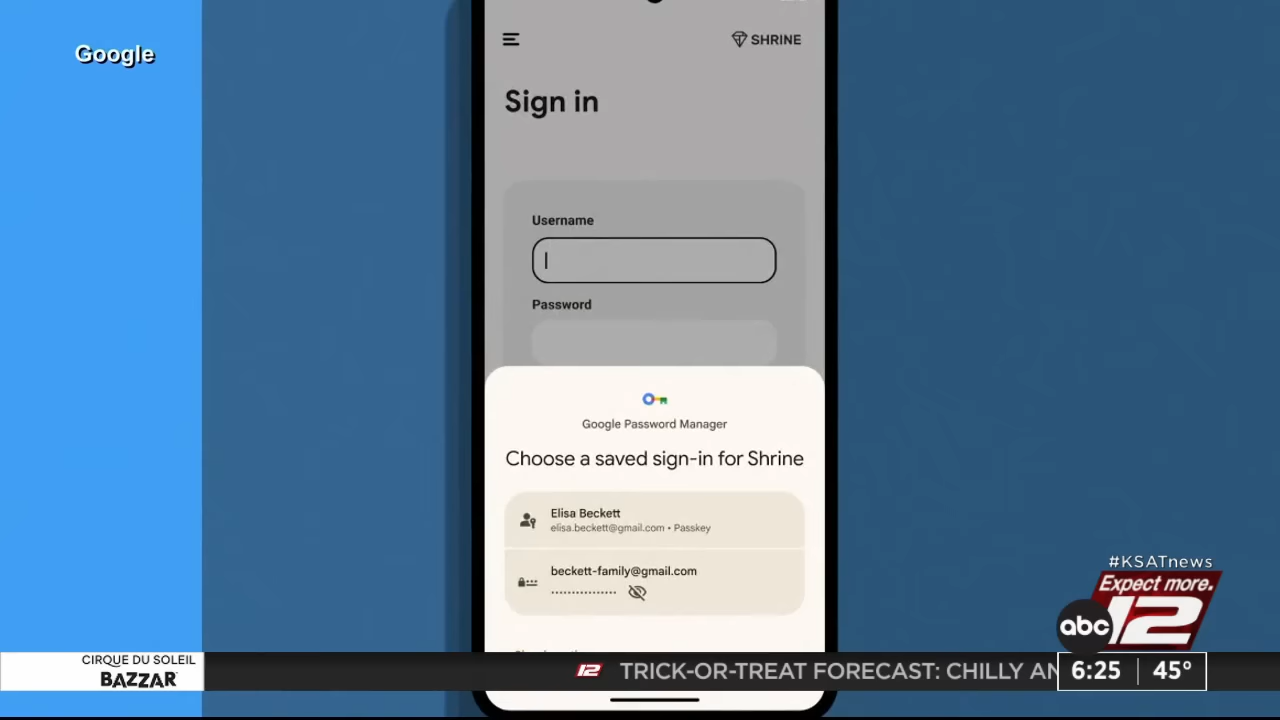 Google
SHRINE
Sign in
Username
Password
Google Password Manager
Choose a saved sign-in for Shrine
Elisa Beckett
elisa.beckett@gmail.com • Passkey
beckett-family@gmail.com
#KSATnews
Expect more.
abc 12
CIRQUE DU SOLEIL
BAZZAR
12 TRICK-OR-TREAT FORECAST: CHILLY AN
6:25 45°